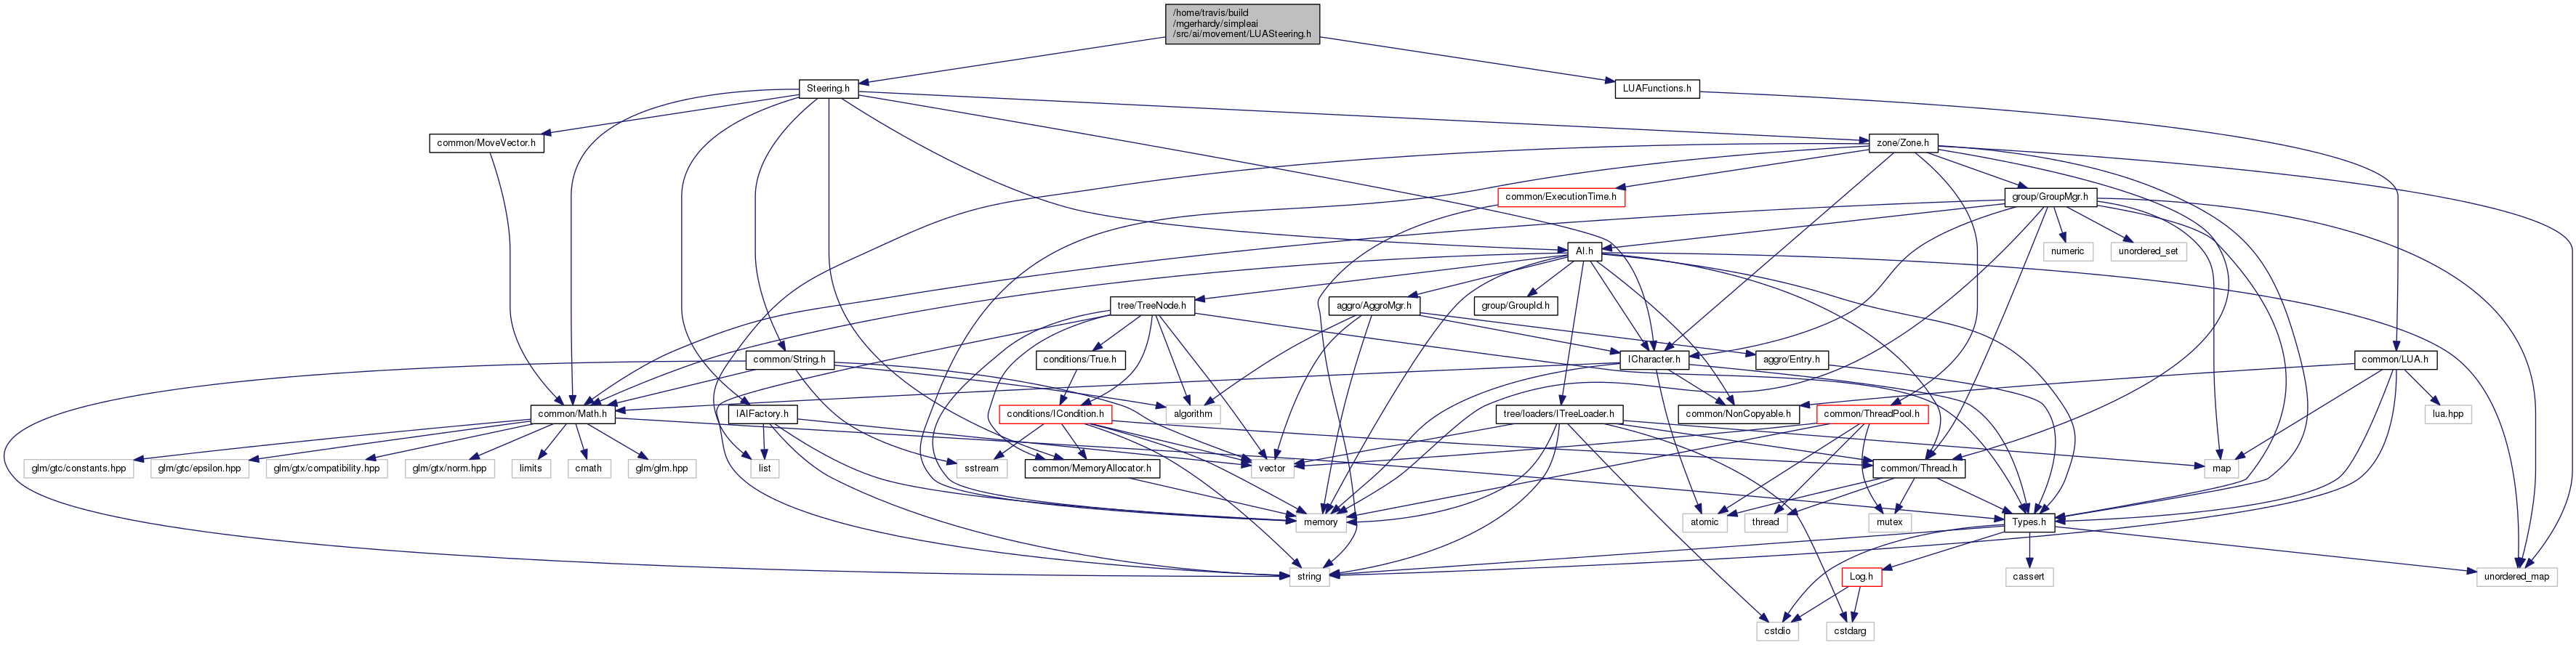 /home/travis/build
/mgerhardy/simpleai
/src/ai/movement/LUASteering.h
Steering.h
LUAFunctions.h
common/MoveVector.h
zone/Zone.h
common/ExecutionTime.h
group/GroupMgr.h
AI.h
numeric
unordered_set
tree/TreeNode.h
aggro/AggroMgr.h
group/GroupId.h
common/String.h
conditions/True.h
ICharacter.h
aggro/Entry.h
common/LUA.h
common/Math.h
IAIFactory.h
algorithm
conditions/ICondition.h
tree/loaders/ITreeLoader.h
common/NonCopyable.h
common/ThreadPool.h
lua.hpp
glm/gtc/constants.hpp
glm/gtc/epsilon.hpp
glm/gtx/compatibility.hpp
glm/gtx/norm.hpp
limits
cmath
glm/glm.hpp
list
sstream
common/MemoryAllocator.h
vector
common/Thread.h
map
memory
atomic
thread
mutex
Types.h
string
Log.h
cassert
unordered_map
cstdio
cstdarg